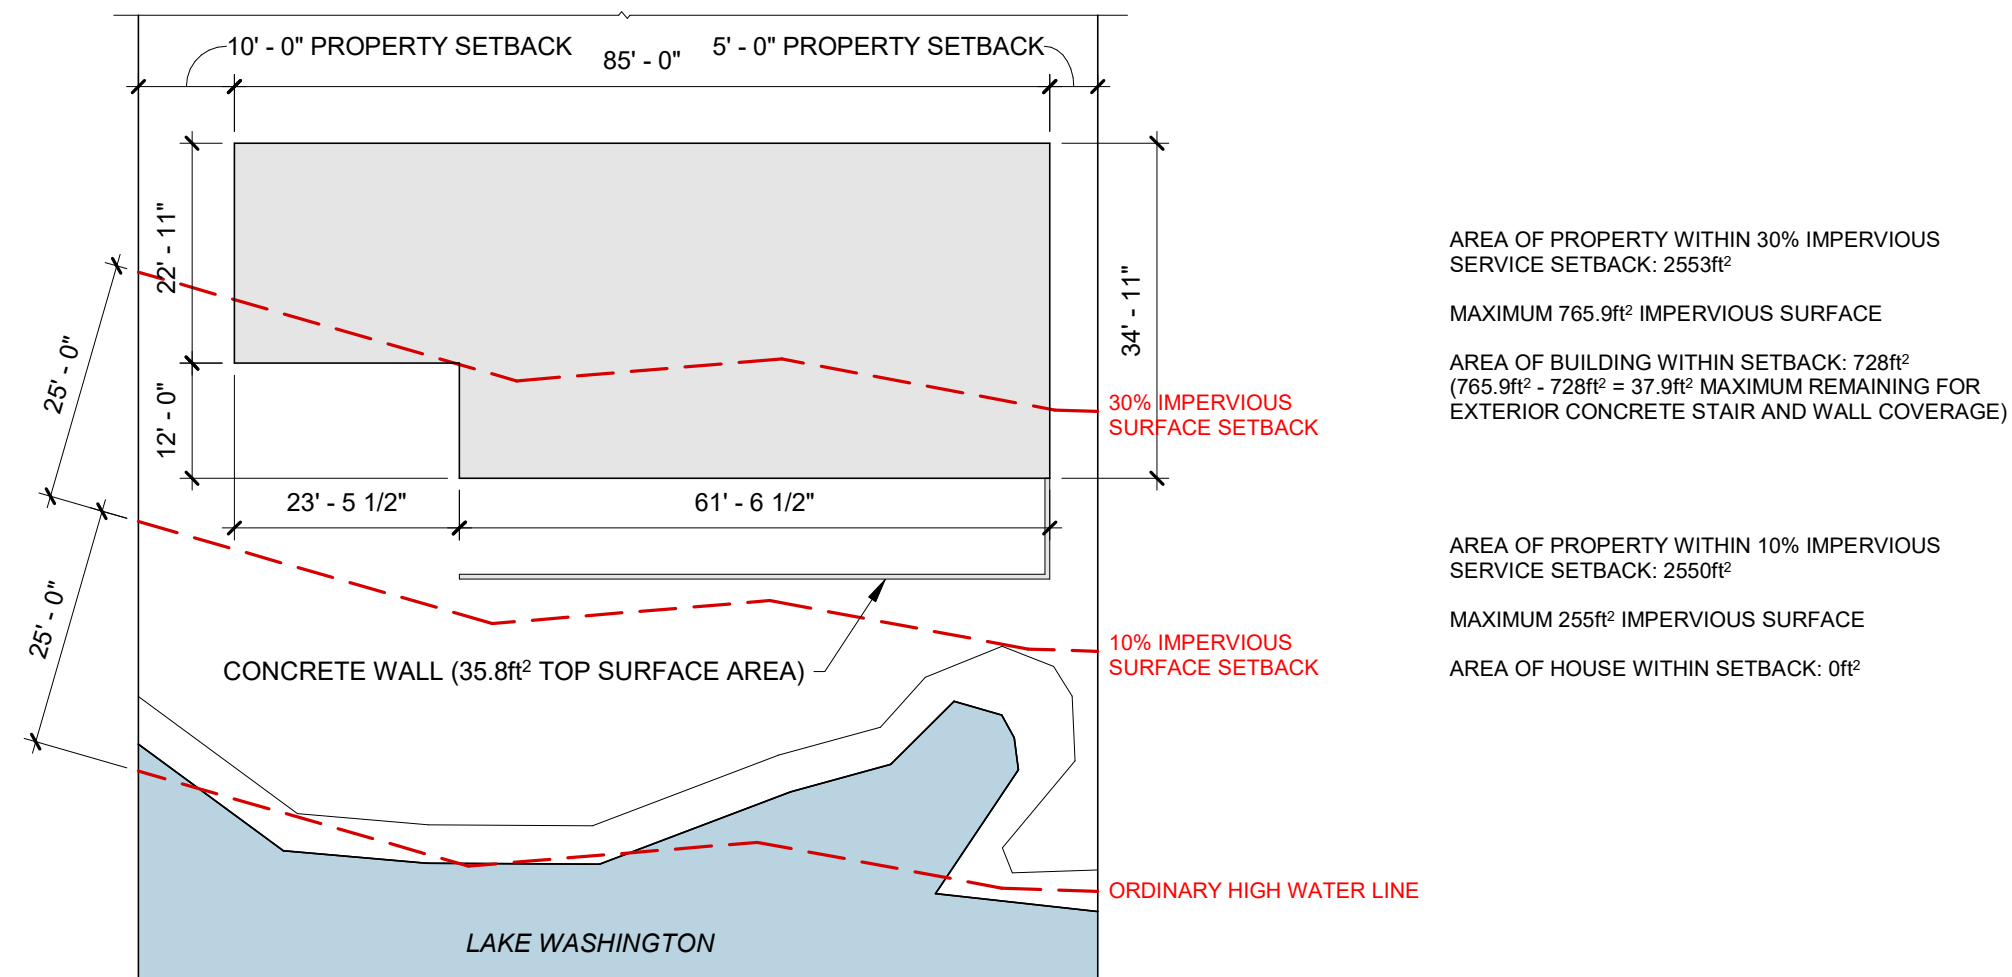 10' - 0" PROPERTY SETBACK
85' - 0"
5' - 0" PROPERTY SETBACK
22' - 11"
12' - 0"
34' - 11"
25' - 0"
25' - 0"
23' - 5 1/2"
61' - 6 1/2"
30% IMPERVIOUS
SURFACE SETBACK
10% IMPERVIOUS
SURFACE SETBACK
CONCRETE WALL (35.8ft² TOP SURFACE AREA)
ORDINARY HIGH WATER LINE
LAKE WASHINGTON
AREA OF PROPERTY WITHIN 30% IMPERVIOUS
SERVICE SETBACK: 2553ft²
MAXIMUM 765.9ft² IMPERVIOUS SURFACE
AREA OF BUILDING WITHIN SETBACK: 728ft²
(765.9ft² - 728ft² = 37.9ft² MAXIMUM REMAINING FOR
EXTERIOR CONCRETE STAIR AND WALL COVERAGE)
AREA OF PROPERTY WITHIN 10% IMPERVIOUS
SERVICE SETBACK: 2550ft²
MAXIMUM 255ft² IMPERVIOUS SURFACE
AREA OF HOUSE WITHIN SETBACK: 0ft²